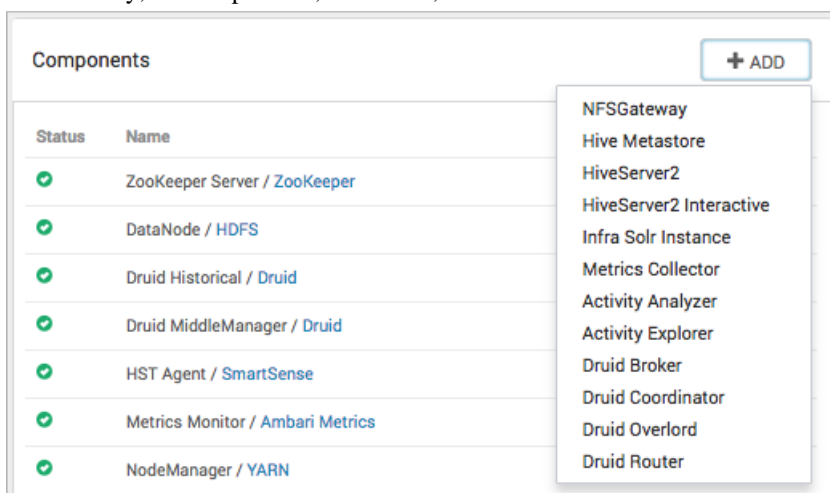 Components
+ ADD
Status Name
ZooKeeper Server / ZooKeeper
DataNode / HDFS
Druid Historical / Druid
Druid MiddleManager / Druid
HST Agent / SmartSense
Metrics Monitor / Ambari Metrics
NodeManager / YARN
NFSGateway
Hive Metastore
HiveServer2
HiveServer2 Interactive
Infra Solr Instance
Metrics Collector
Activity Analyzer
Activity Explorer
Druid Broker
Druid Coordinator
Druid Overlord
Druid Router